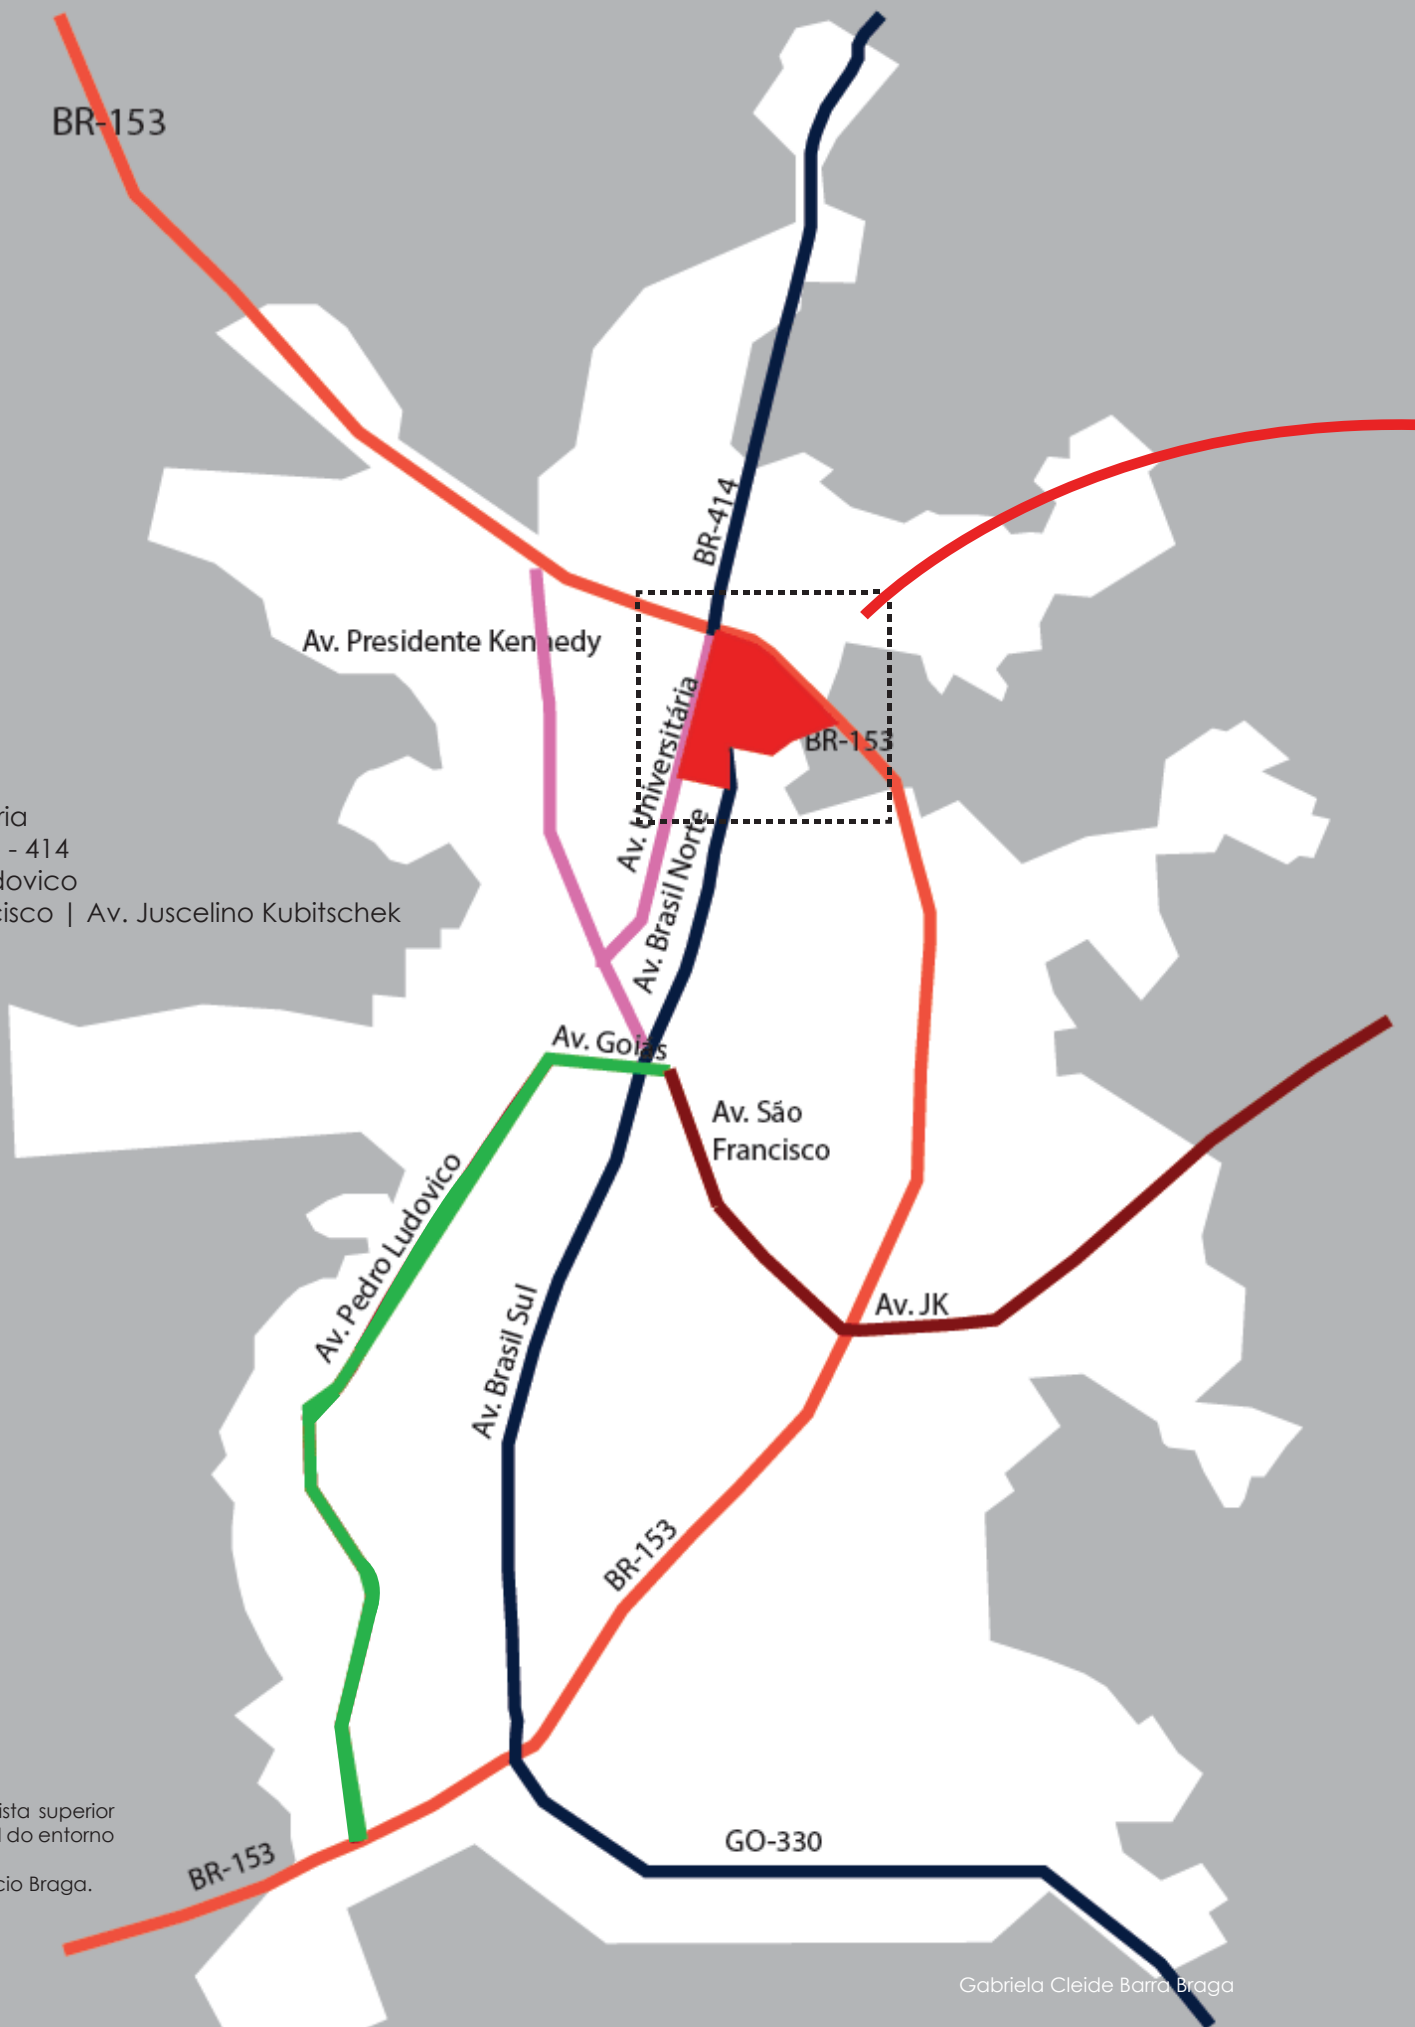 BR-153
BR-414
Av. Presidente Kennedy
Av. Universitária
BR-153
Av. Brasil Norte
ria
- 414
dovico
cisco | Av. Juscelino Kubitschek
Av. Goiás
Av. São
Francisco
Av. Pedro Ludovico
Av. JK
Av. Brasil Sul
BR-153
ista superior
l do entorno
BR-153
GO-330
cio Braga.
Gabriela Cleide Barra Braga